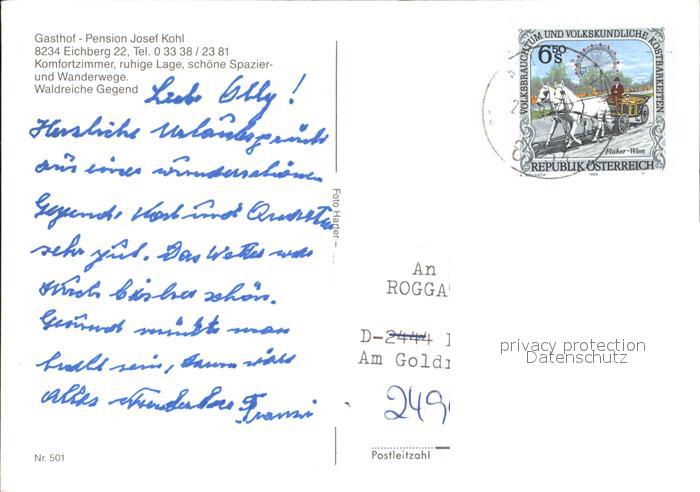 Gasthof - Pension Josef Kohl
8234 Eichberg 22, Tel. 0 33 38 / 23 81
Komfortzimmer, ruhige Lage, schöne Spazier-
und Wanderwege.
Waldreiche Gegend
Liebe Olly!
Herzliche Urlaubsgrüße
aus einer wunderschönen
Gegend. Kost und Quartier
sehr gut. Das Wetter war
auch bisher schön.
Gesund müßte man
halt sein, dann wäre
alles wunderbar Franzi
Nr. 501
Foto Hager –
6 50 s
VOLKSBRAUCHTUM UND VOLKSKUNDLICHE KOSTBARKEITEN
Fiaker - Wien
REPUBLIK ÖSTERREICH
An
ROGGA
D-2444
Am Gold
249
Postleitzahl
privacy protection
Datenschutz